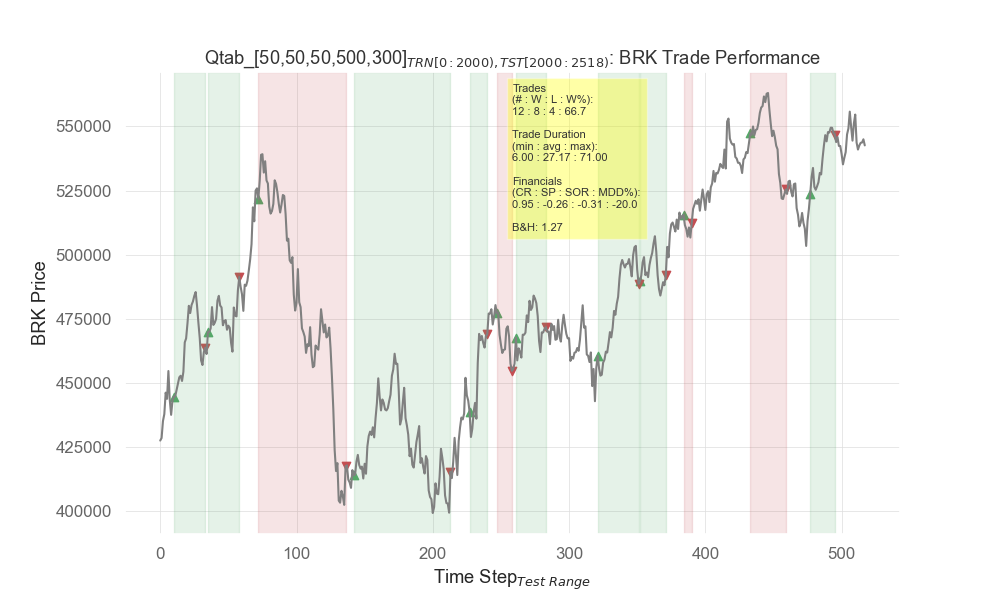 Qtab_[50,50,50,500,300]TRN[0:2000),TST[2000:2518): BRK Trade Performance
Trades
(# : W : L : W%):
12 : 8 : 4 : 66.7
Trade Duration
(min : avg : max):
6.00 : 27.17 : 71.00
Financials
(CR : SP : SOR : MDD%):
0.95 : -0.26 : -0.31 : -20.0
B&H: 1.27
BRK Price
550000
525000
500000
475000
450000
425000
400000
0 100 200 300 400 500
Time Step Test Range